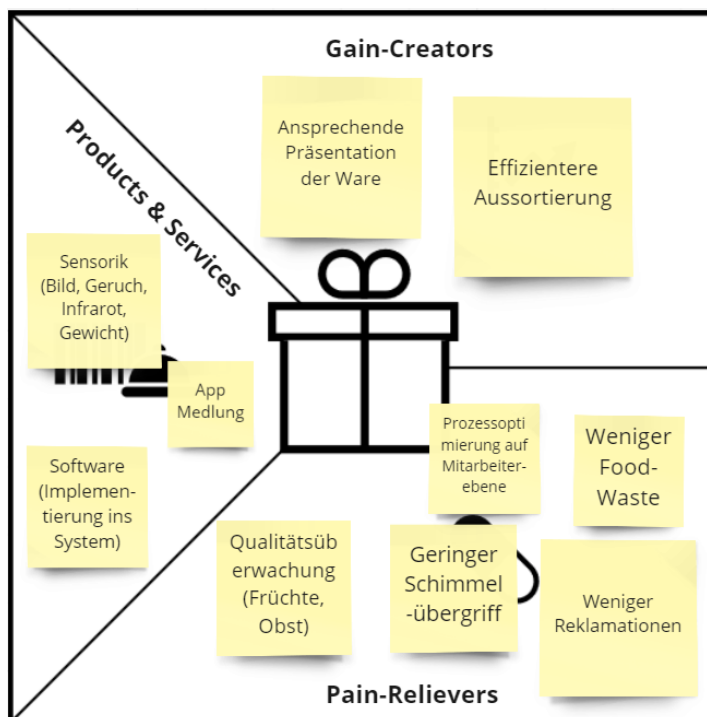 Gain-Creators
Ansprechende
Präsentation
der Ware
Effizientere
Aussortierung
Products & Services
Sensorik
(Bild, Geruch,
Infrarot,
Gewicht)
App
Medlung
Software
(Implemen-
tierung ins
System)
Prozessopti
mierung auf
Mitarbeiter-
ebene
Weniger
Food-
Waste
Qualitätsüb
erwachung
(Früchte,
Obst)
Geringer
Schimmel
-übergriff
Weniger
Reklamationen
Pain-Relievers